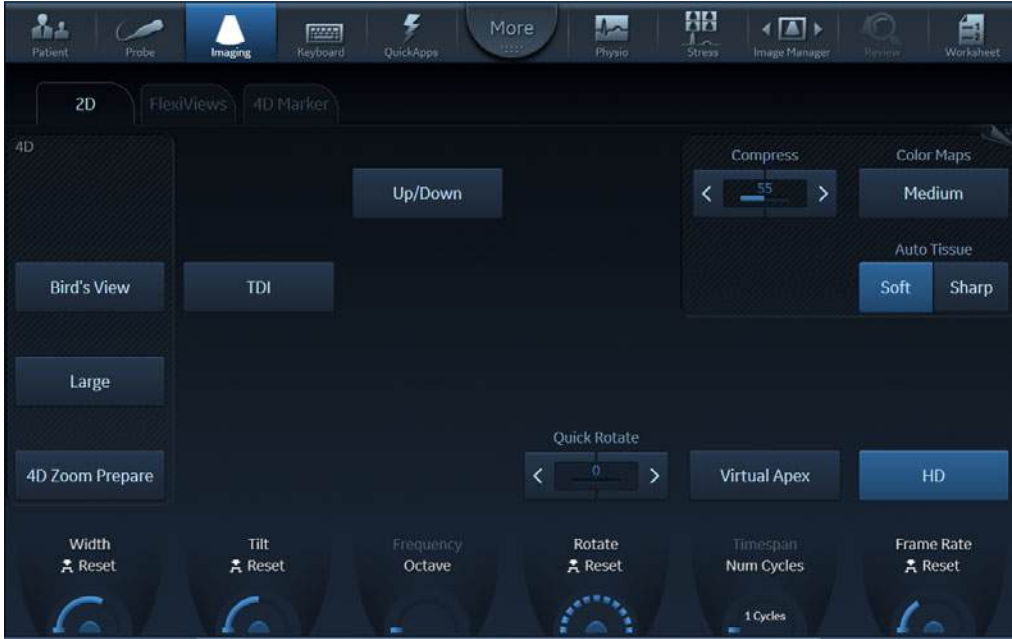 Patient
Probe
Imaging
Keyboard
QuickApps
More
Physio
Stress
Image Manager
Review
Worksheet
2D
FlexiViews
4D Marker
4D
Compress
Color Maps
Up/Down
55
Medium
Auto Tissue
Bird's View
TDI
Soft
Sharp
Large
Quick Rotate
4D Zoom Prepare
0
Virtual Apex
HD
Width
Reset
Tilt
Reset
Frequency
Octave
Rotate
Reset
Timespan
Num Cycles
1 Cycles
Frame Rate
Reset